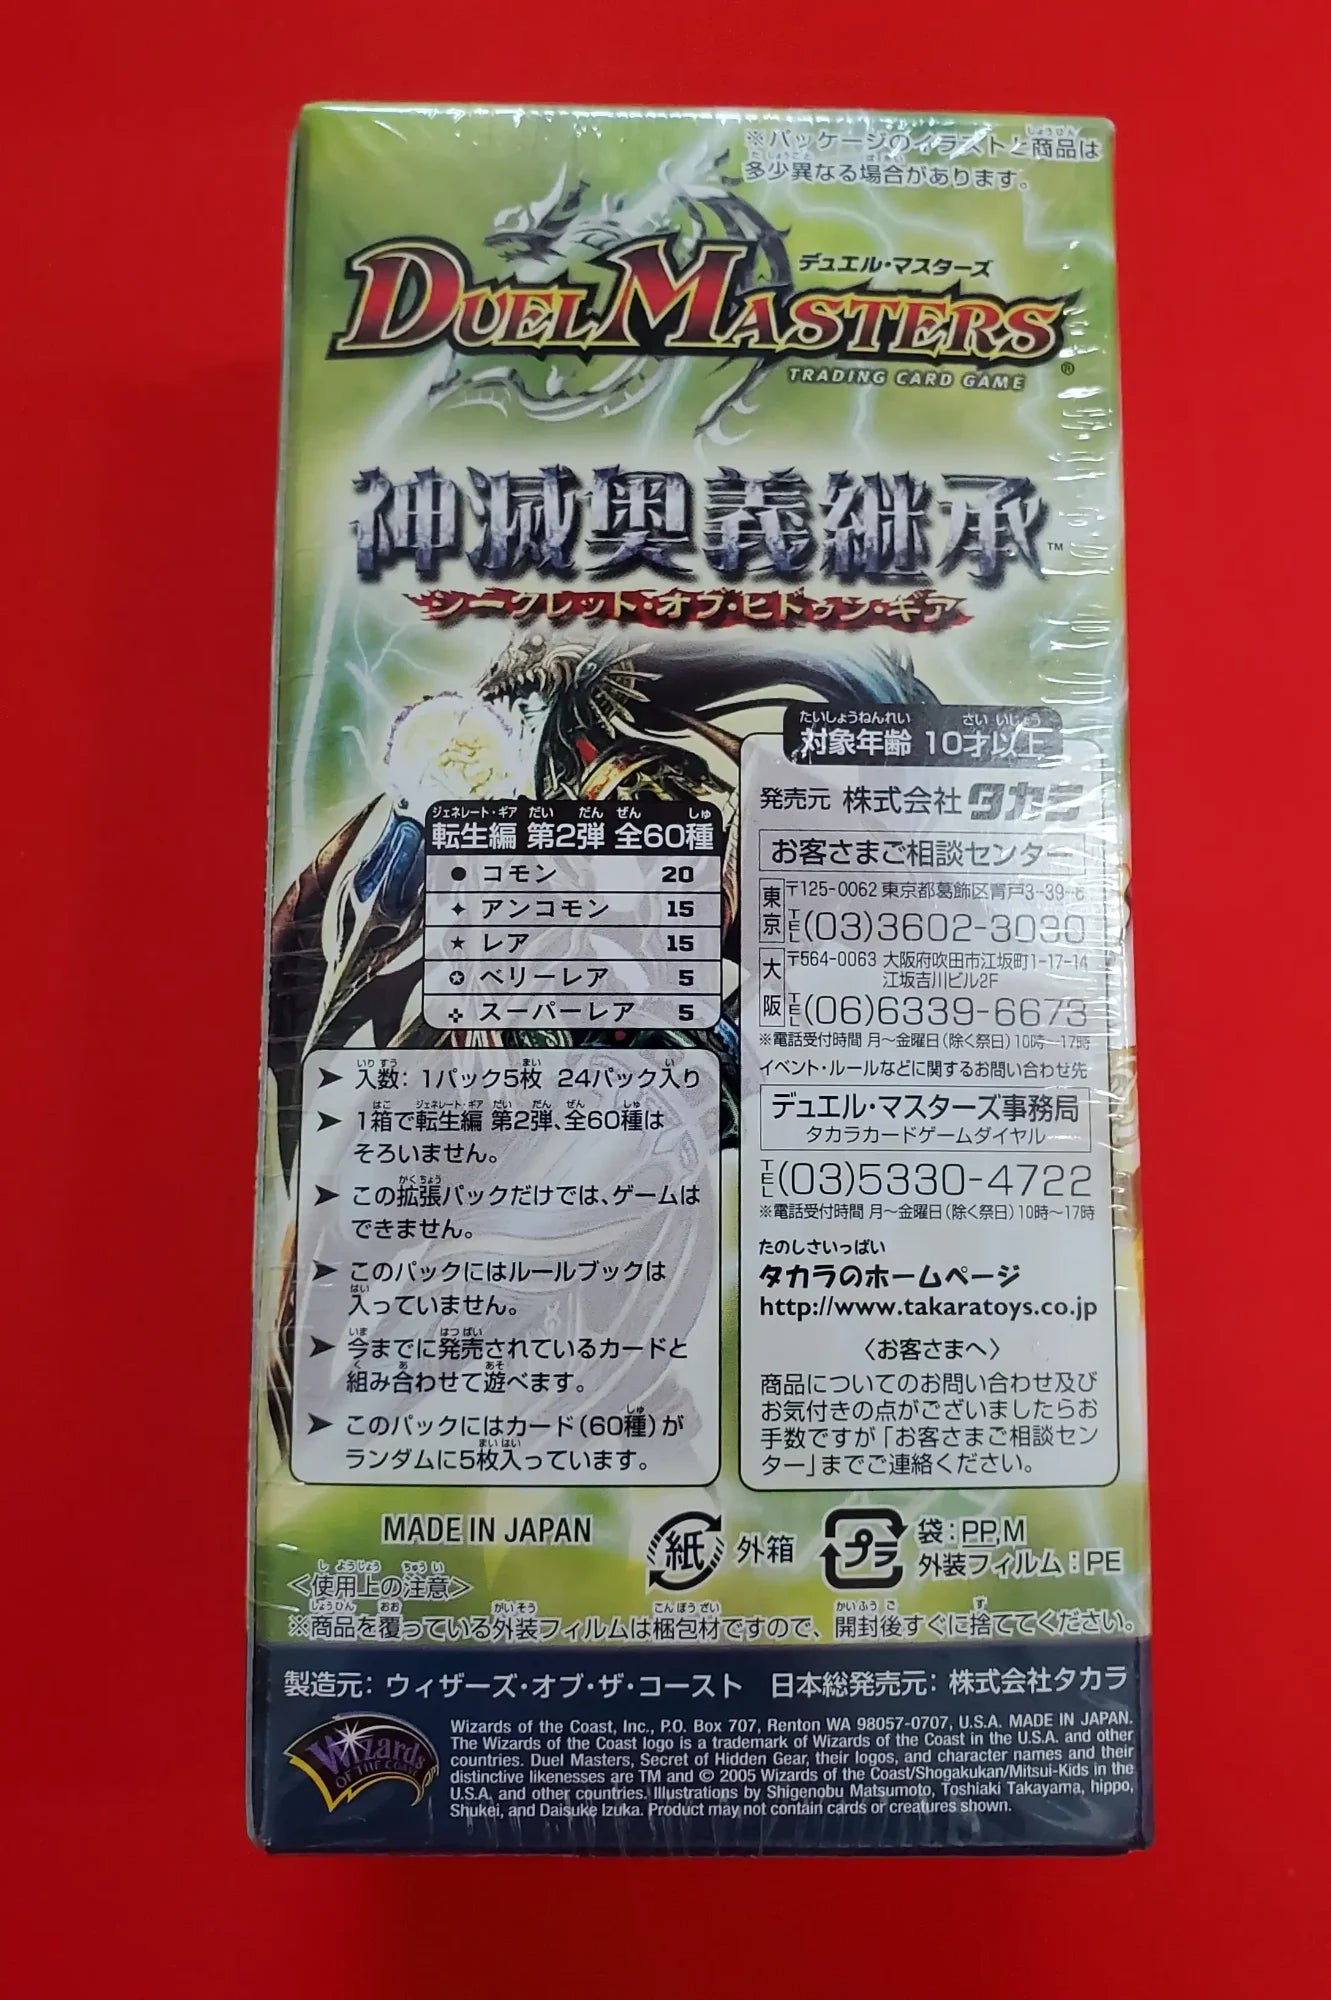 ※パッケージのイラストと商品は
多少異なる場合があります。
デュエル・マスターズ
DUEL MASTERS®
TRADING CARD GAME
神滅奥義継承™
シークレット・オブ・ヒドゥン・ギア
転生編 第2弾 全60種
● コモン 20
アンコモン 15
★ レア 15
ベリーレア 5
スーパーレア 5
➤ 入数: 1パック5枚 24パック入り
➤ 1箱で転生編 第2弾、全60種は
そろいません。
➤ この拡張パックだけでは、ゲームは
できません。
➤ このパックにはルールブックは
入っていません。
➤ 今までに発売されているカードと
組み合わせて遊べます。
➤ このパックにはカード(60種)が
ランダムに5枚入っています。
対象年齢 10才以上
発売元 株式会社タカラ
お客さまご相談センター
東京 〒125-0062 東京都葛飾区青戸3-39-6
TEL(03)3602-3030
大阪 〒564-0063 大阪府吹田市江坂町1-17-14
江坂吉川ビル2F
TEL(06)6339-6673
※電話受付時間 月〜金曜日(除く祭日)10時〜17時
イベント・ルールなどに関するお問い合わせ先
デュエル・マスターズ事務局
タカラカードゲームダイヤル
TEL(03)5330-4722
※電話受付時間 月〜金曜日(除く祭日)10時〜17時
たのしさいっぱい
タカラのホームページ
http://www.takaratoys.co.jp
〈お客さまへ〉
商品についてのお問い合わせ及び
お気付きの点がございましたらお
手数ですが「お客さまご相談セン
ター」までご連絡ください。
MADE IN JAPAN
紙 外箱
プラ 袋:PP,M
外装フィルム:PE
<使用上の注意>
※商品を覆っている外装フィルムは梱包材ですので、開封後すぐに捨ててください。
製造元: ウィザーズ・オブ・ザ・コースト 日本総発売元: 株式会社タカラ
Wizards
OF THE COAST
Wizards of the Coast, Inc., P.O. Box 707, Renton WA 98057-0707, U.S.A. MADE IN JAPAN.
The Wizards of the Coast logo is a trademark of Wizards of the Coast in the U.S.A. and other
countries. Duel Masters, Secret of Hidden Gear, their logos, and character names and their
distinctive likenesses are TM and © 2005 Wizards of the Coast/Shogakukan/Mitsui-Kids in the
U.S.A. and other countries. Illustrations by Shigenobu Matsumoto, Toshiaki Takayama, hippo,
Shukei, and Daisuke Izuka. Product may not contain cards or creatures shown.